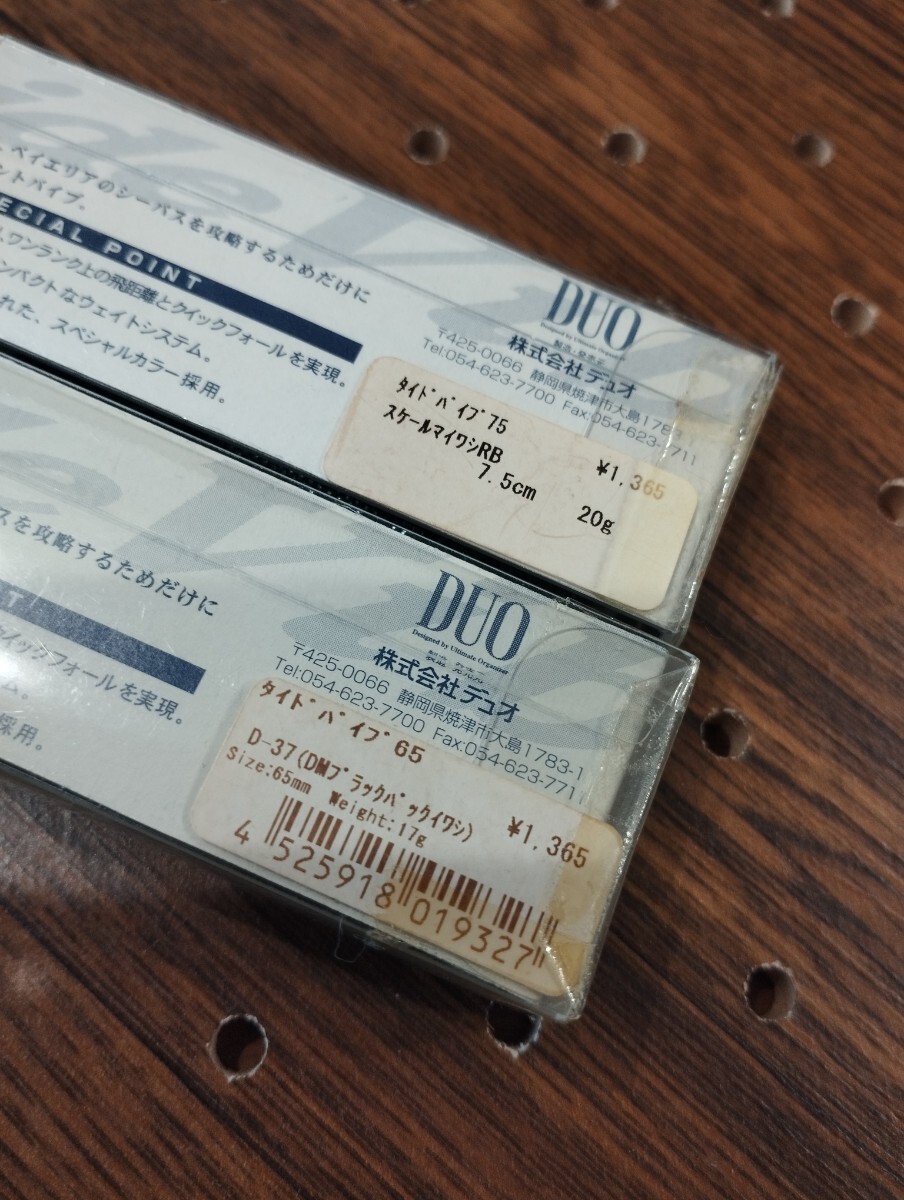 ベイエリアのシーバスを攻略するためだけに
ントバイブ。
ECIAL POINT
ワンランク上の飛距離とクイックフォールを実現。
ンパクトなウェイトシステム。
れた、スペシャルカラー採用。
DUO
Designed by Ultimate Organizer
株式会社デュオ
〒425-0066 静岡県焼津市大島1783-1
Tel:054-623-7700 Fax:054-623-7711
タイドバイブ75
スケールマイワシRB
¥1,365
7.5cm
20g
スを攻略するためだけに
T
イックフォールを実現。
ム。
採用。
DUO
Designed by Ultimate Organizer
株式会社デュオ
〒425-0066 静岡県焼津市大島1783-1
Tel:054-623-7700 Fax:054-623-7711
タイドバイブ 65
D-37(DMブラックバックイワシ)
¥1,365
Size:65mm Weight:17g
4 525918 019327